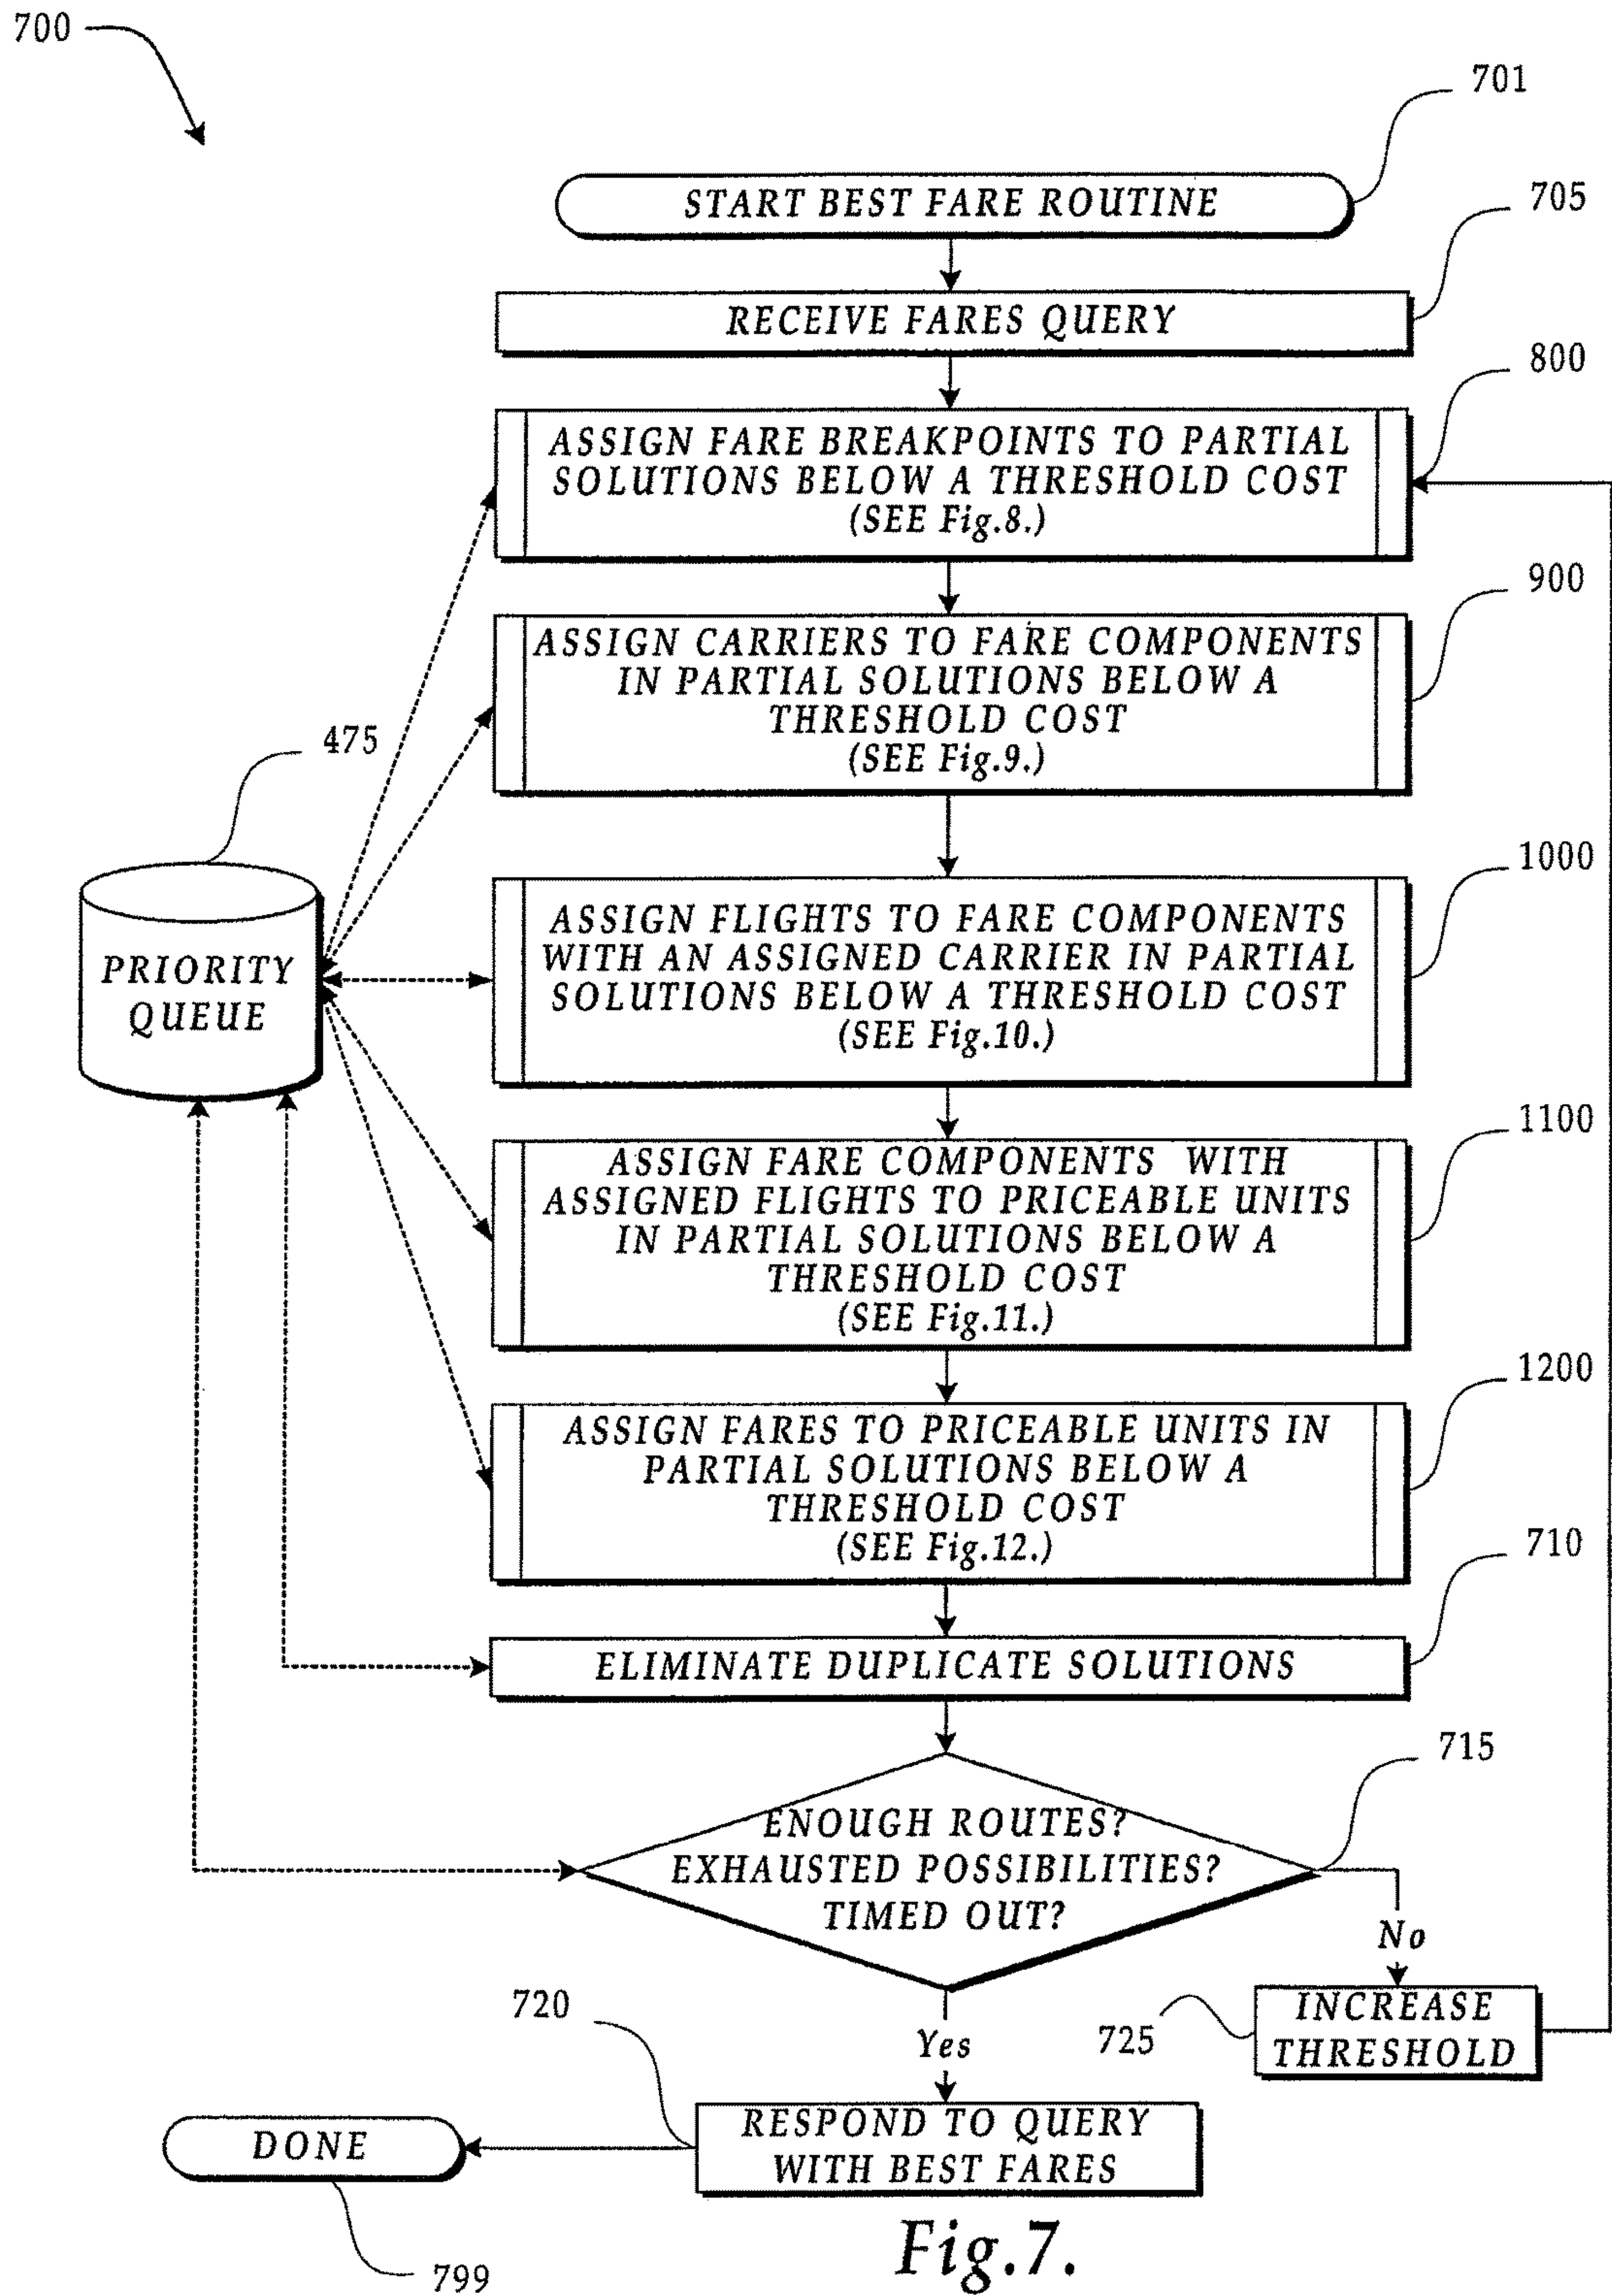 700
701
START BEST FARE ROUTINE
705
RECEIVE FARES QUERY
800
ASSIGN FARE BREAKPOINTS TO PARTIAL
SOLUTIONS BELOW A THRESHOLD COST
(SEE Fig.8.)
900
ASSIGN CARRIERS TO FARE COMPONENTS
IN PARTIAL SOLUTIONS BELOW A
THRESHOLD COST
(SEE Fig.9.)
475
PRIORITY
QUEUE
1000
ASSIGN FLIGHTS TO FARE COMPONENTS
WITH AN ASSIGNED CARRIER IN PARTIAL
SOLUTIONS BELOW A THRESHOLD COST
(SEE Fig.10.)
1100
ASSIGN FARE COMPONENTS WITH
ASSIGNED FLIGHTS TO PRICEABLE UNITS
IN PARTIAL SOLUTIONS BELOW A
THRESHOLD COST
(SEE Fig.11.)
1200
ASSIGN FARES TO PRICEABLE UNITS IN
PARTIAL SOLUTIONS BELOW A
THRESHOLD COST
(SEE Fig.12.)
710
ELIMINATE DUPLICATE SOLUTIONS
715
ENOUGH ROUTES?
EXHAUSTED POSSIBILITIES?
TIMED OUT?
No
725
INCREASE
THRESHOLD
Yes
720
RESPOND TO QUERY
WITH BEST FARES
DONE
799
Fig.7.